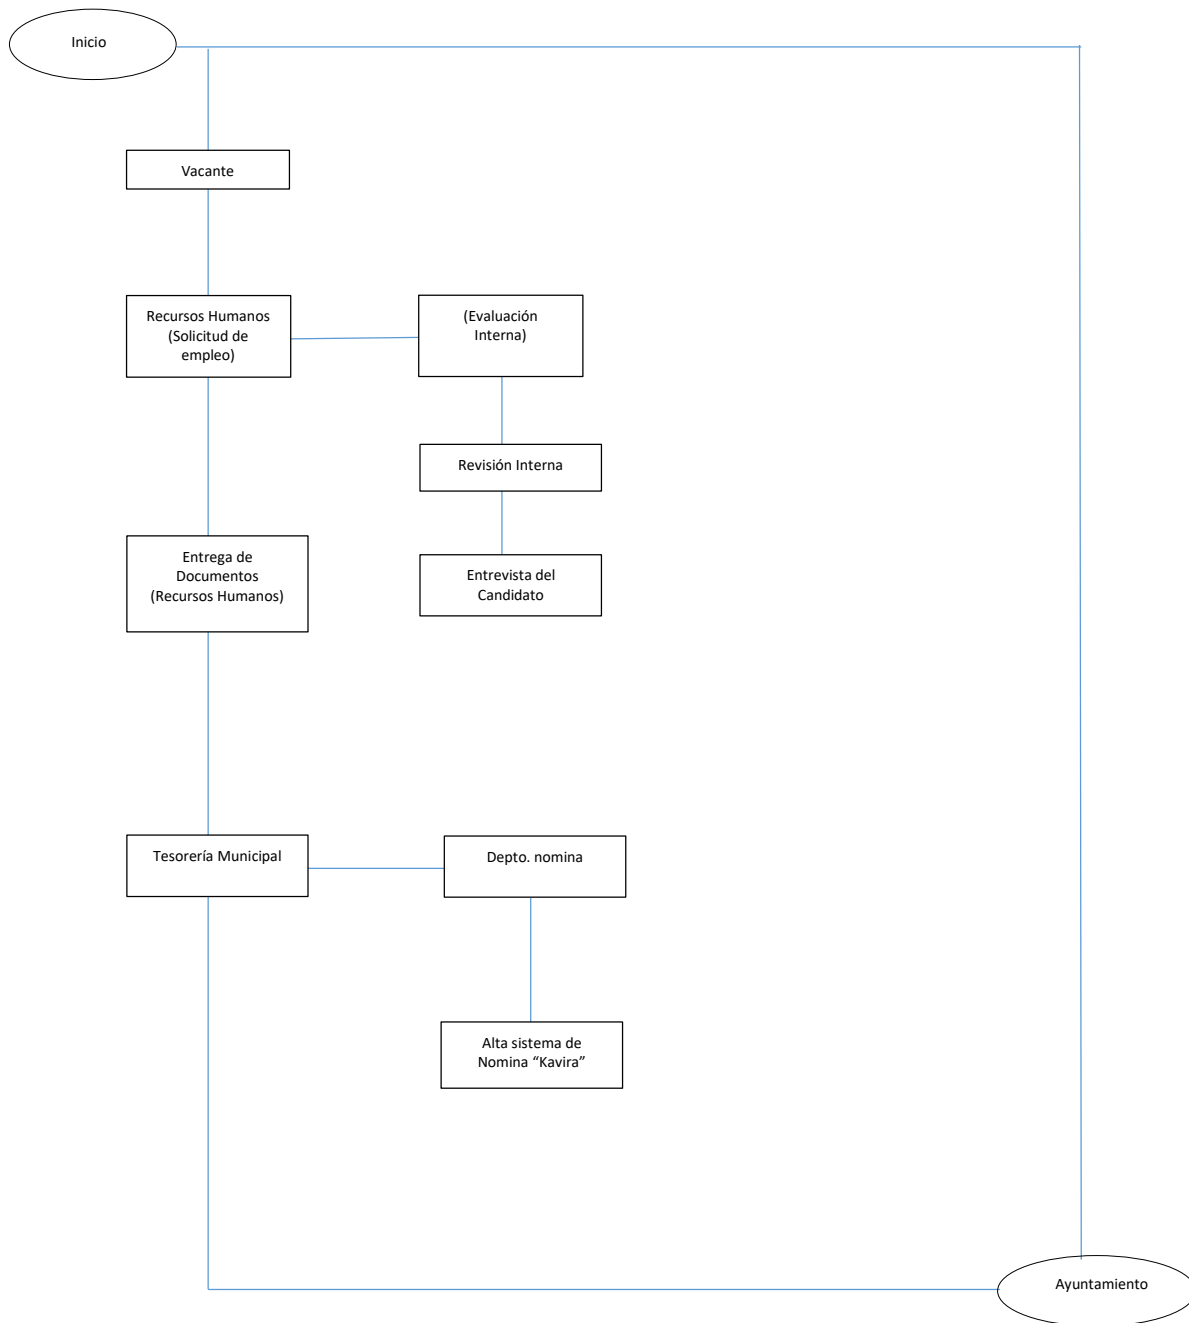 Inicio
Vacante
Recursos Humanos
(Solicitud de
empleo)
(Evaluación
Interna)
Revisión Interna
Entrega de
Documentos
(Recursos Humanos)
Entrevista del
Candidato
Tesorería Municipal
Depto. nomina
Alta sistema de
Nomina “Kavira”
Ayuntamiento